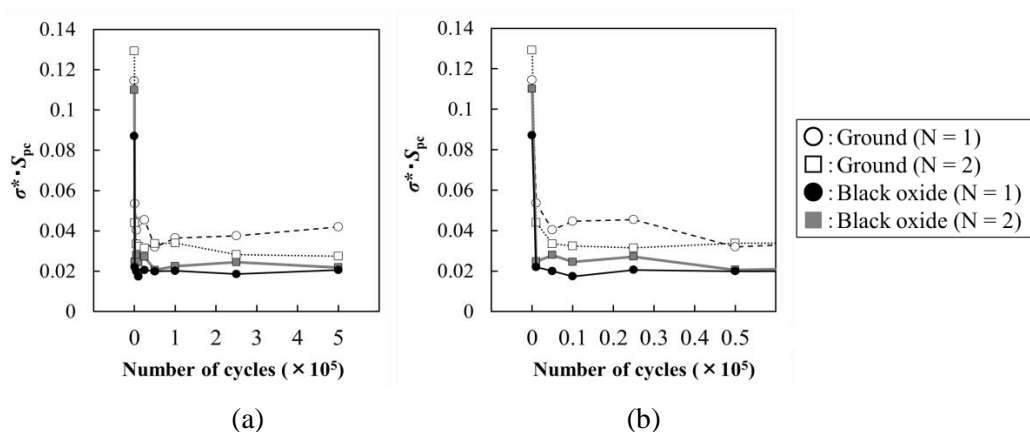 0.14
0.12
0.1
0.08
0.06
0.04
0.02
0
σ*・Spc
0 1 2 3 4 5
Number of cycles (×10⁵)
(a)
0.14
0.12
0.1
0.08
0.06
0.04
0.02
0
σ*・Spc
0 0.1 0.2 0.3 0.4 0.5
Number of cycles (×10⁵)
(b)
: Ground (N = 1)
: Ground (N = 2)
: Black oxide (N = 1)
: Black oxide (N = 2)